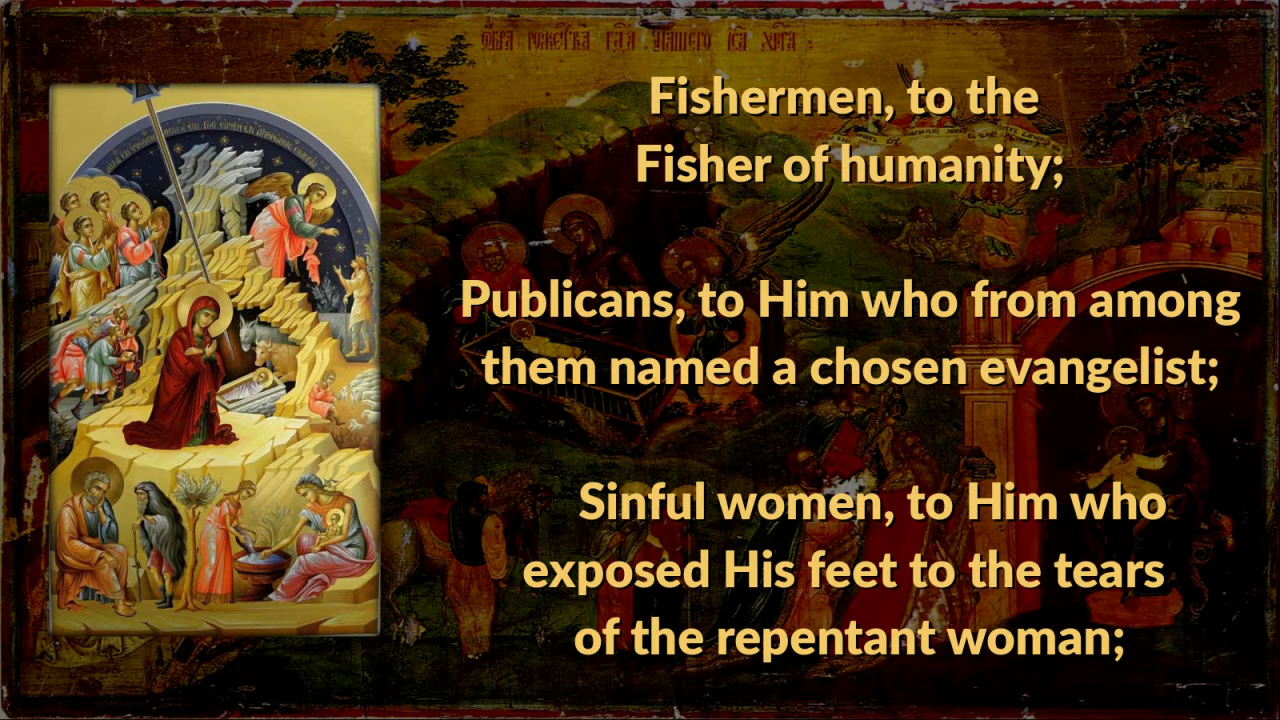 Fishermen, to the
Fisher of humanity;
Publicans, to Him who from among
them named a chosen evangelist;
Sinful women, to Him who
exposed His feet to the tears
of the repentant woman;